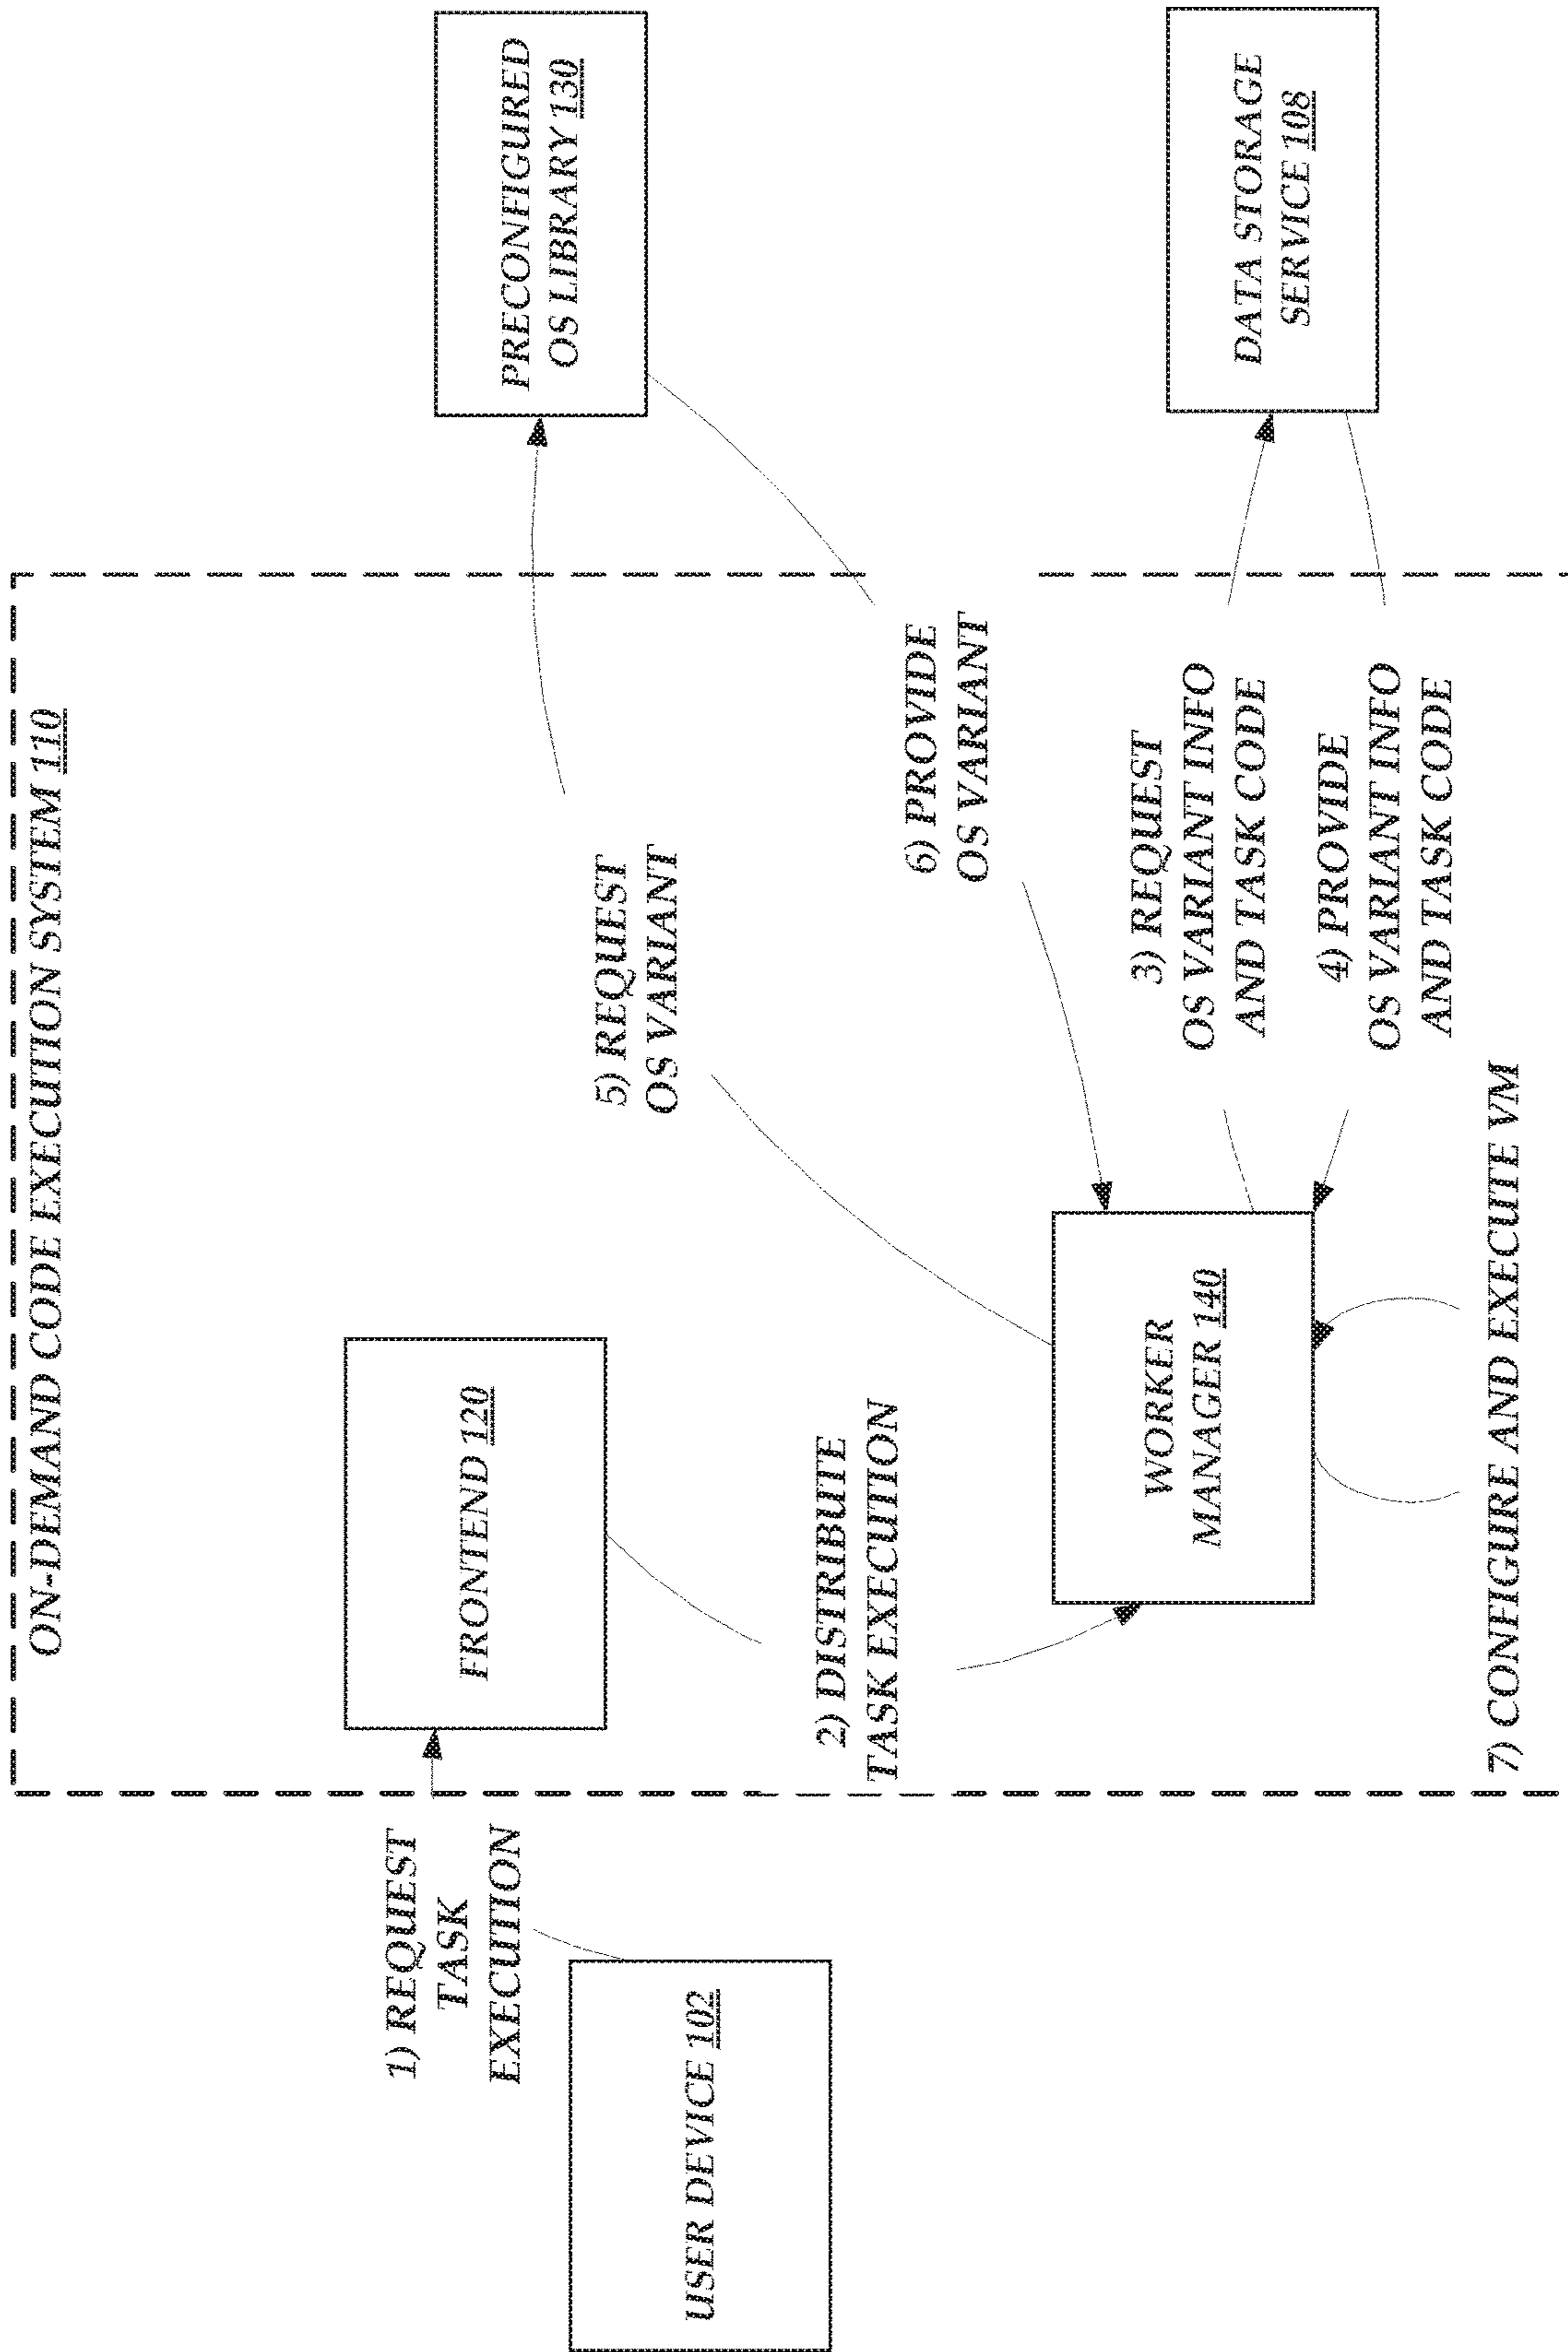 ON-DEMAND CODE EXECUTION SYSTEM 110
1) REQUEST
TASK
EXECUTION
USER DEVICE 102
FRONTEND 120
2) DISTRIBUTE
TASK EXECUTION
WORKER
MANAGER 140
5) REQUEST
OS VARIANT
PRECONFIGURED
OS LIBRARY 130
6) PROVIDE
OS VARIANT
3) REQUEST
OS VARIANT INFO
AND TASK CODE
4) PROVIDE
OS VARIANT INFO
AND TASK CODE
DATA STORAGE
SERVICE 108
7) CONFIGURE AND EXECUTE VM